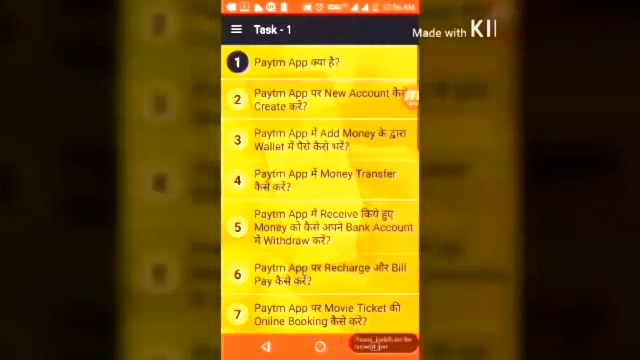 12:56 AM
Task - 1
Made with KI
1 Paytm App क्या है?
2 Paytm App पर New Account कैसे
Create करें?
3 Paytm App में Add Money के द्वारा
Wallet में पैसे कैसे भरें?
4 Paytm App में Money Transfer
कैसे करें?
5 Paytm App में Receive किये हुए
Money को कैसे अपने Bank Account
में Withdraw करें?
6 Paytm App पर Recharge और Bill
Pay कैसे करें?
7 Paytm App पर Movie Ticket की
Online Booking कैसे करें?